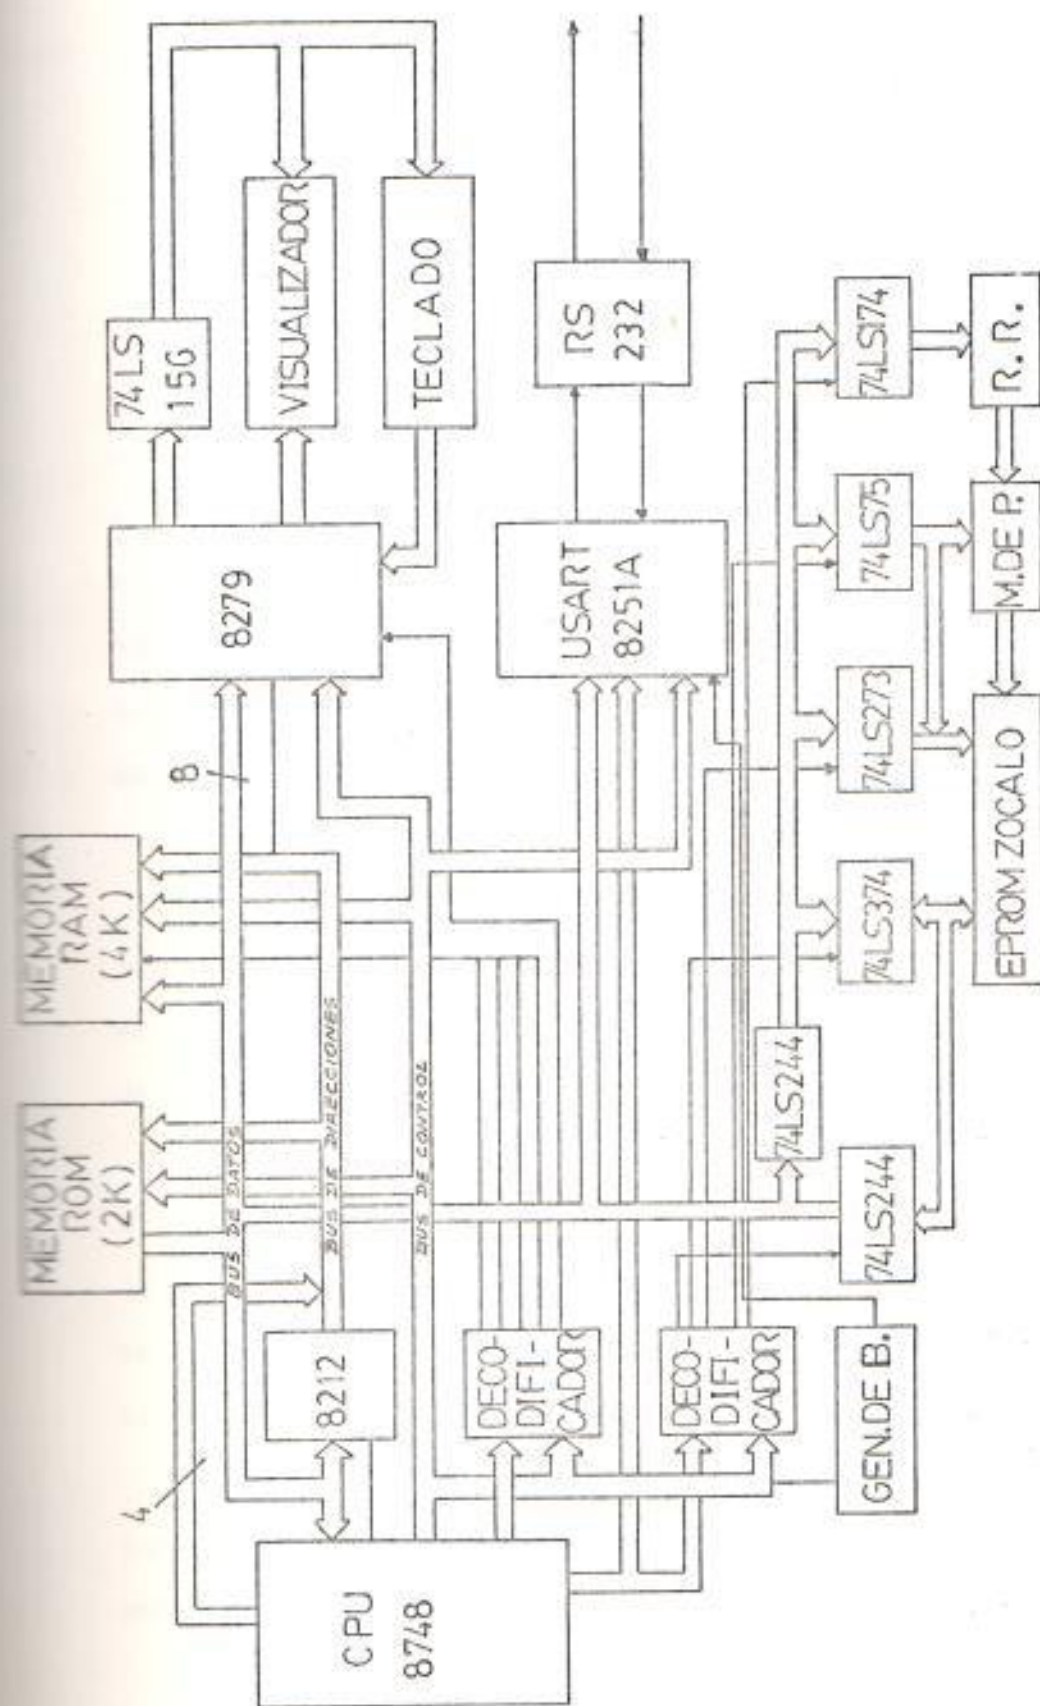 MEMORIA
ROM
(2K)
MEMORIA
RAM
(4K)
4
8
BUS DE DATOS
BUS DE DIRECCIONES
BUS DE CONTROL
CPU
8748
8212
DECO-
DIFI-
CADOR
DECO-
DIFI-
CADOR
GEN.DE B.
8279
74LS
156
VISUALIZADOR
TECLADO
USART
8251A
RS
232
74LS244
74LS244
74LS374
74LS273
74LS75
74LS174
EPROM ZOCALO
M.DE P.
R. R.